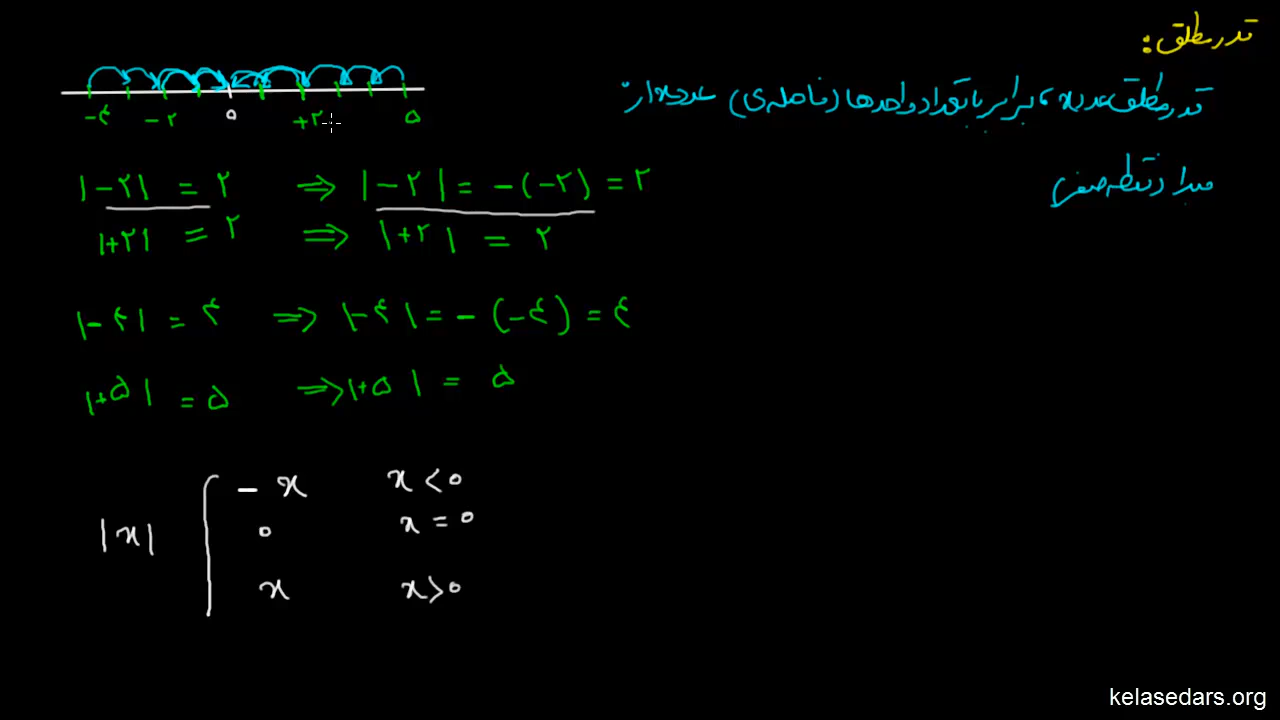 قدر مطلق :
قدر مطلق عدد x ، برابر با تعداد واحدها (فاصله‌ی) عدد x از
مبدا (نقطه صفر)
-۴ -۲ ۰ +۲ ۵
|-۲| = ۲ ⇒ |-۲| = -(-۲) = ۲
|+۲| = ۲ ⇒ |+۲| = ۲
|-۴| = ۴ ⇒ |-۴| = -(-۴) = ۴
|+۵| = ۵ ⇒ |+۵| = ۵
- x x < ۰
|x| { ۰ x = ۰
x x > ۰
kelasedars.org